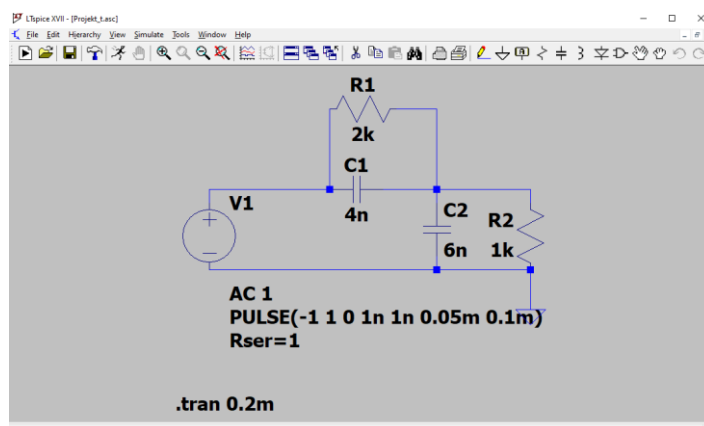 LTspice XVII - [Projekt_t.asc]
File Edit Hierarchy View Simulate Tools Window Help
R1
2k
C1
4n
V1
C2
6n
R2
1k
AC 1
PULSE(-1 1 0 1n 1n 0.05m 0.1m)
Rser=1
.tran 0.2m